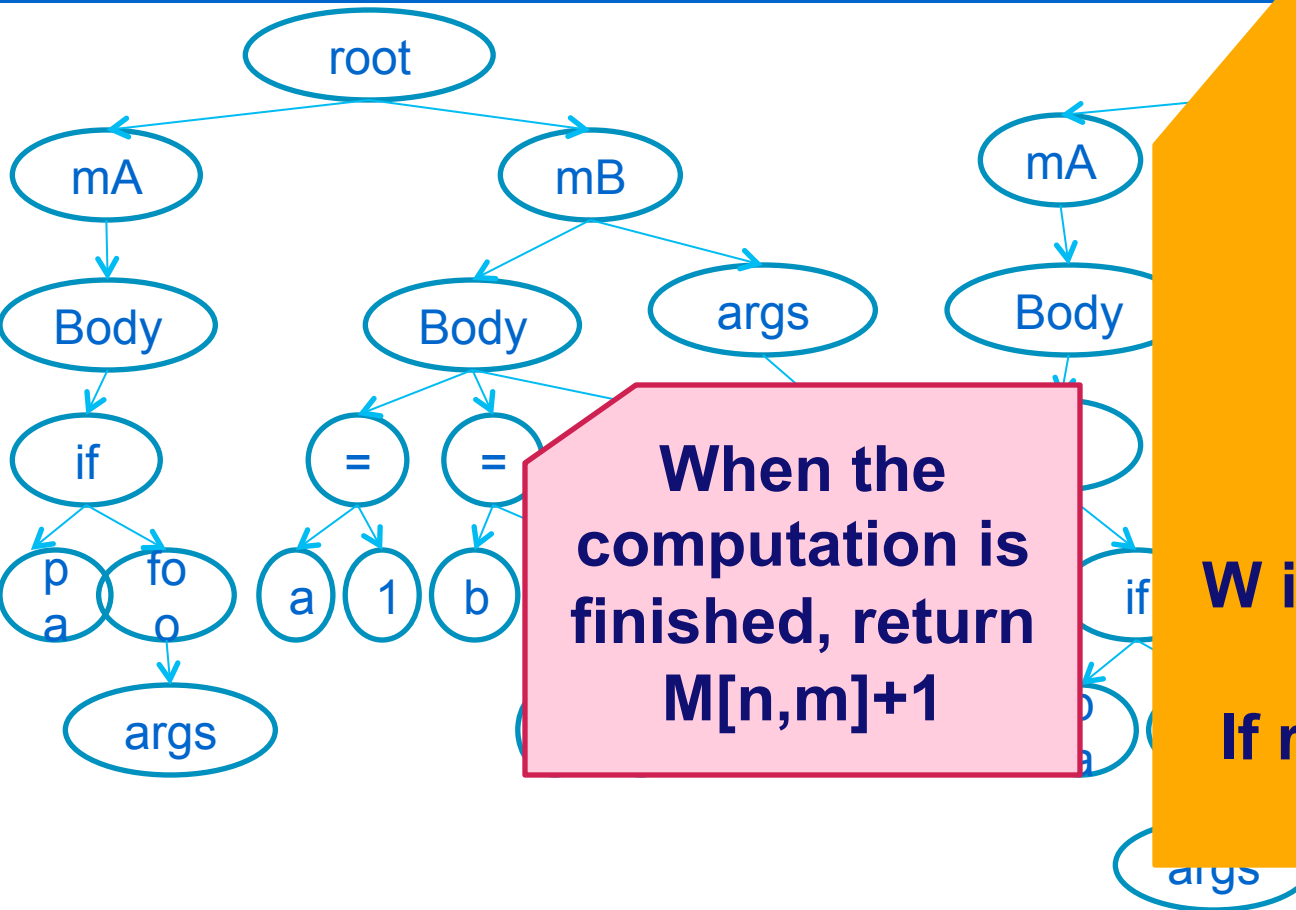 root
mA
mB
mA
Body
Body
args
Body
if
=
=
p
a
fo
o
a
1
b
if
When the
computation is
finished, return
M[n,m]+1
W i
If r
args
a
args